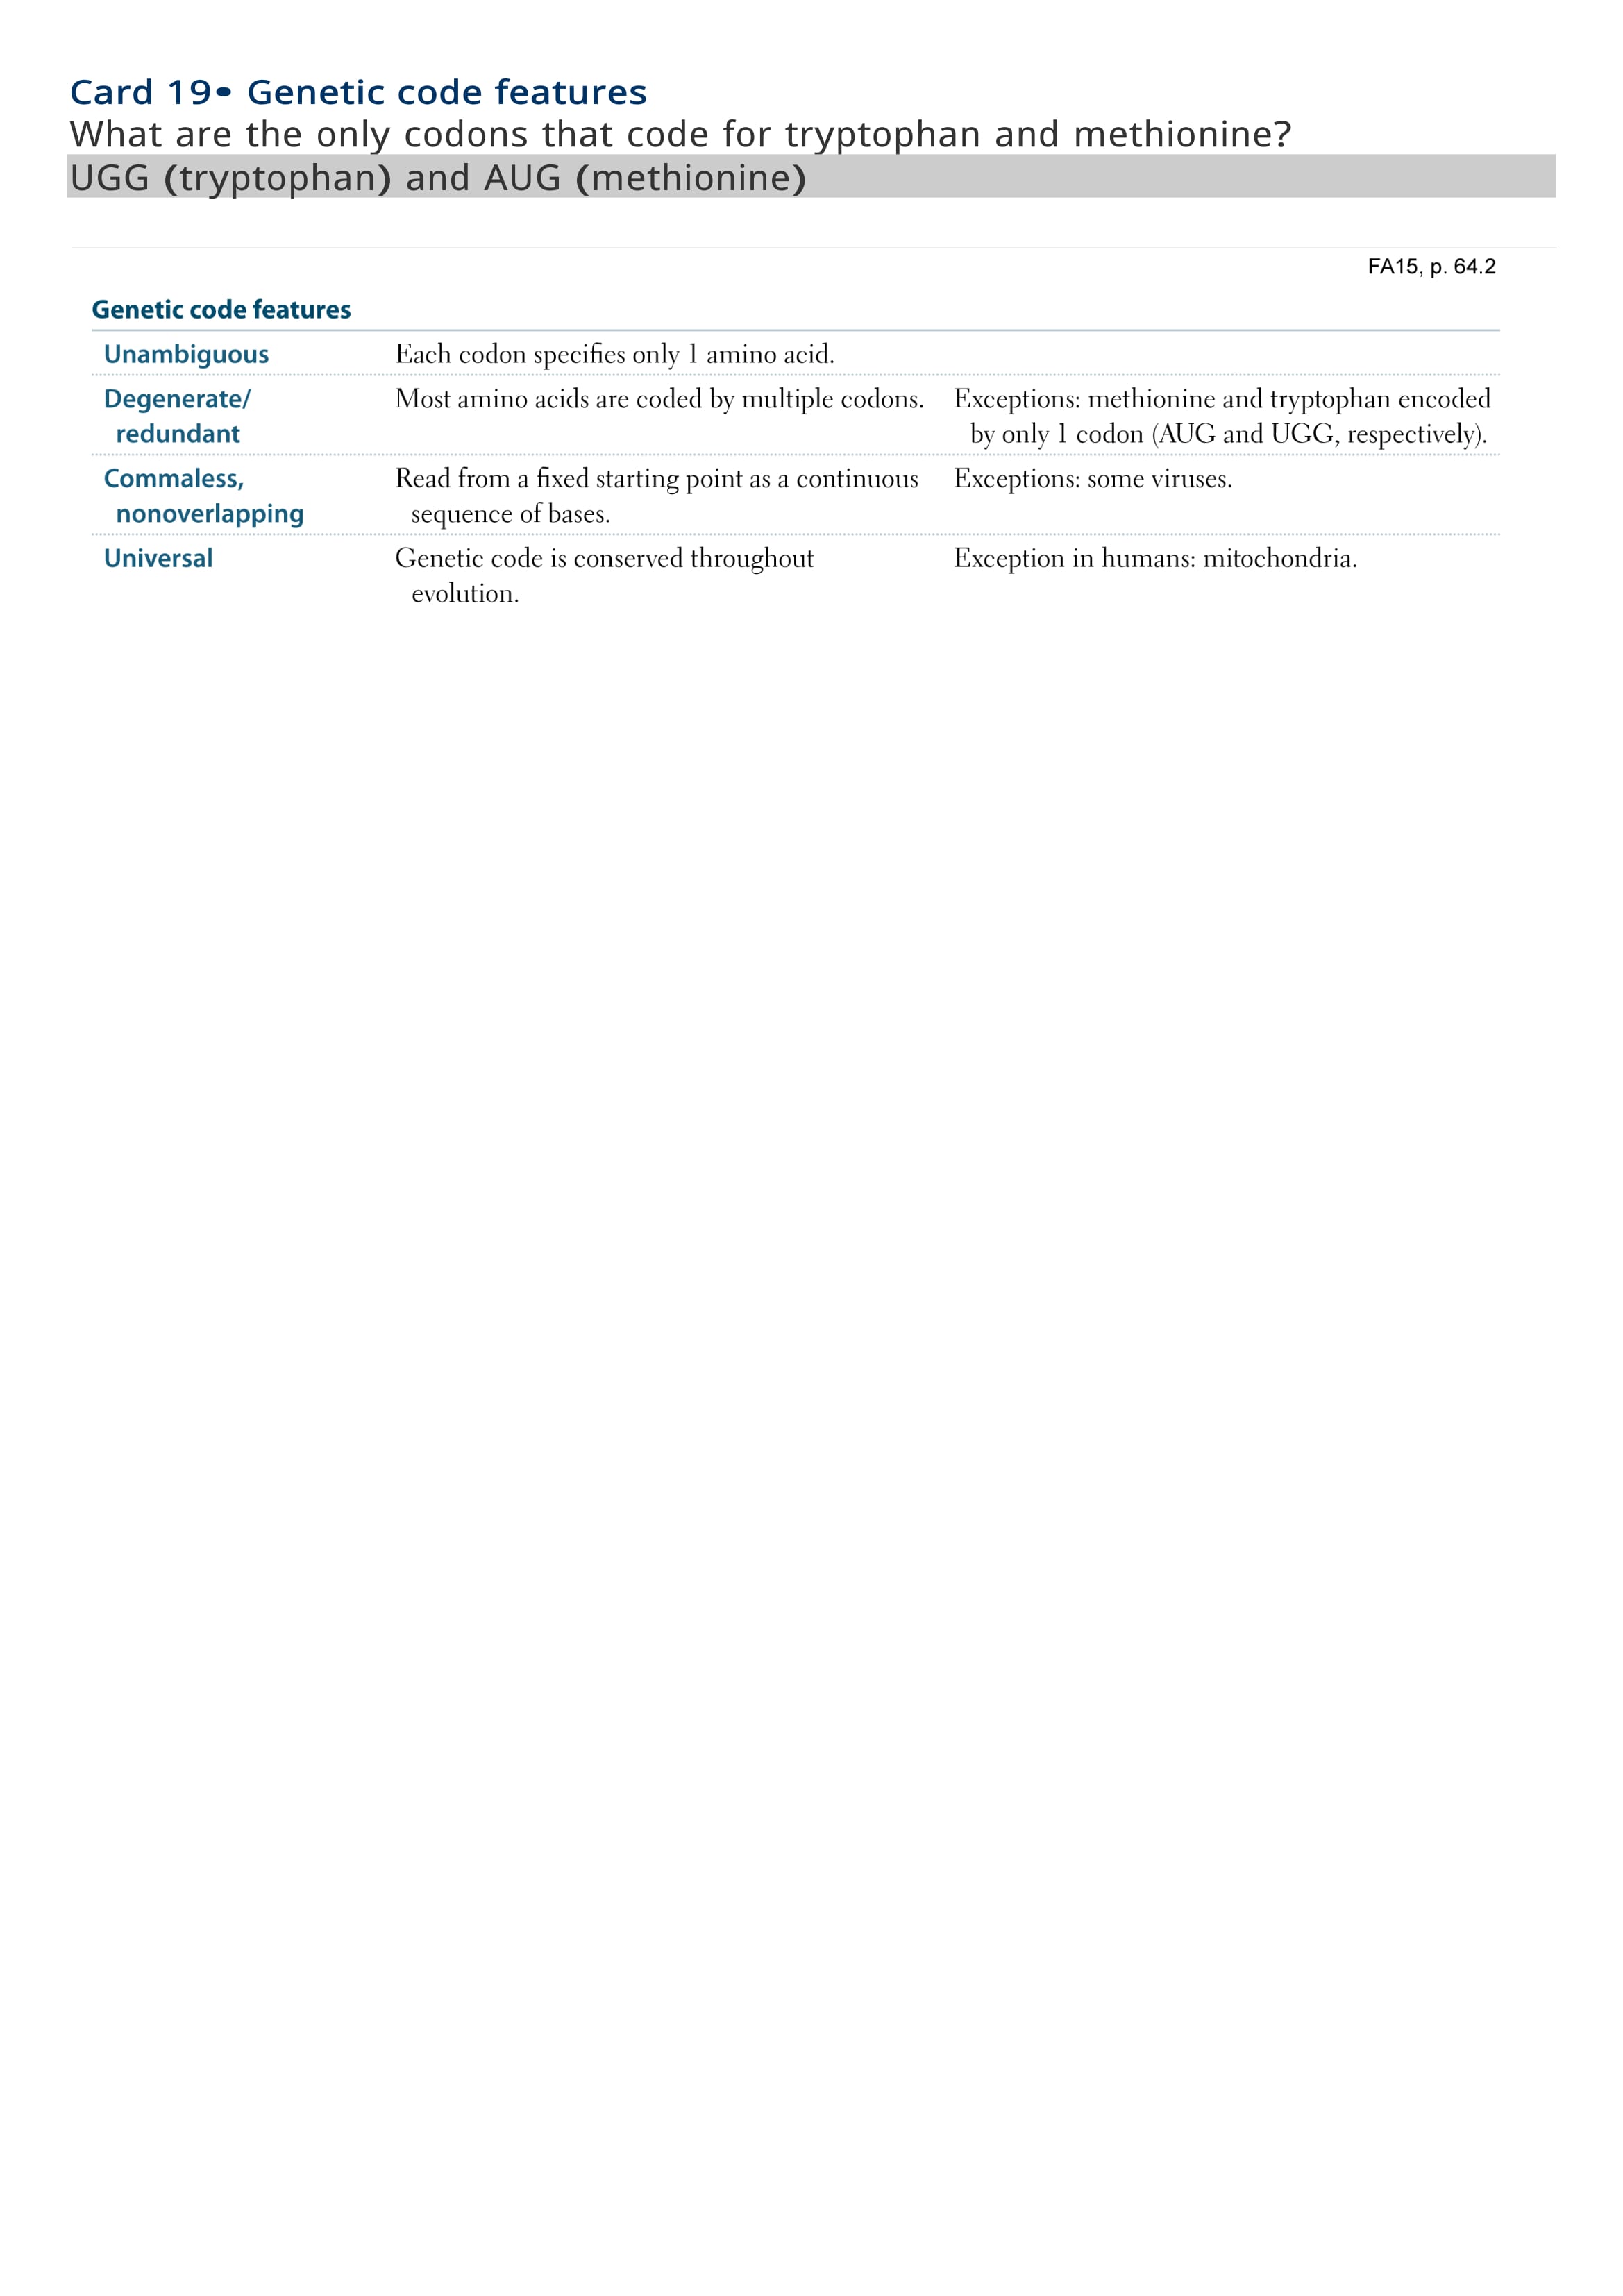 Card 19• Genetic code features
What are the only codons that code for tryptophan and methionine?
UGG (tryptophan) and AUG (methionine)
FA15, p. 64.2
Genetic code features
Unambiguous Each codon specifies only 1 amino acid.
Degenerate/ Most amino acids are coded by multiple codons. Exceptions: methionine and tryptophan encoded
redundant by only 1 codon (AUG and UGG, respectively).
Commaless, Read from a fixed starting point as a continuous Exceptions: some viruses.
nonoverlapping sequence of bases.
Universal Genetic code is conserved throughout Exception in humans: mitochondria.
evolution.